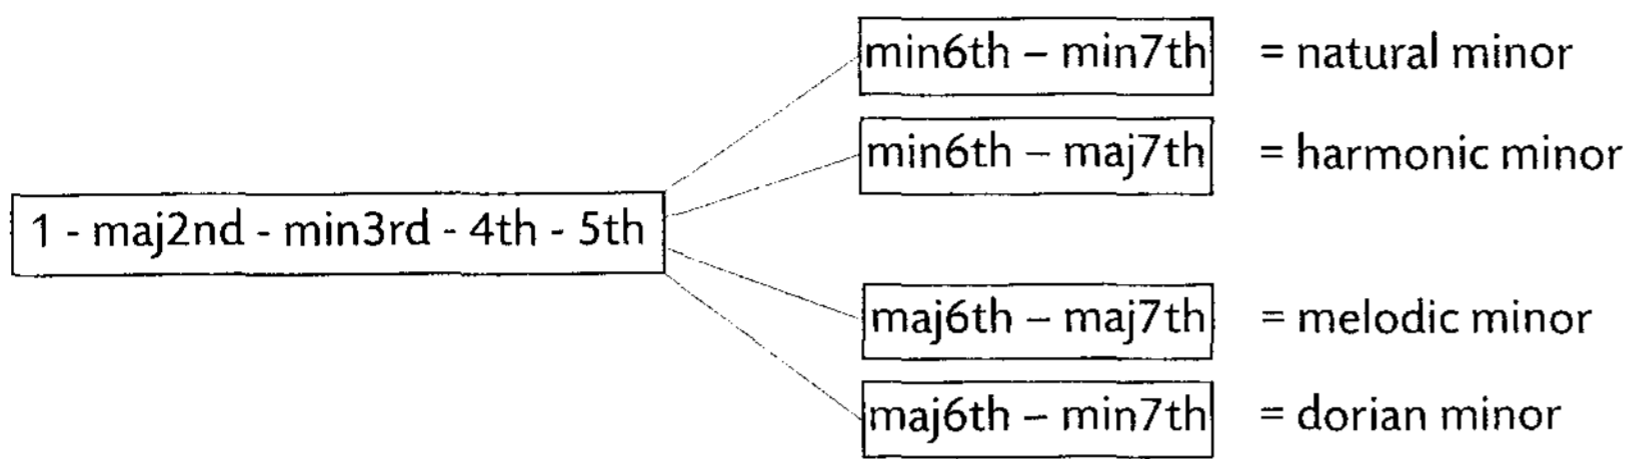 min6th – min7th = natural minor
min6th – maj7th = harmonic minor
1 - maj2nd - min3rd - 4th - 5th
maj6th – maj7th = melodic minor
maj6th – min7th = dorian minor